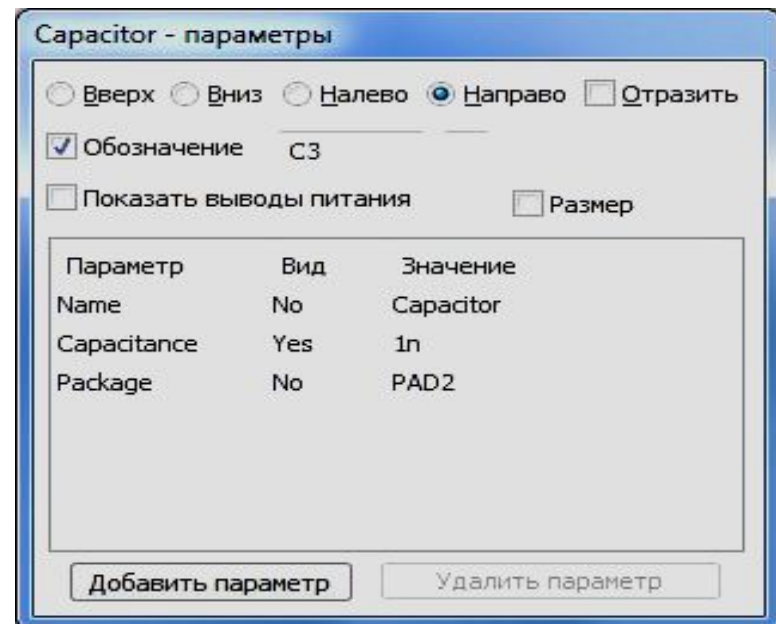 Capacitor - параметры
Вверх Вниз Налево Направо Отразить
Обозначение C3
Показать выводы питания Размер
Параметр Вид Значение
Name No Capacitor
Capacitance Yes 1n
Package No PAD2
Добавить параметр Удалить параметр